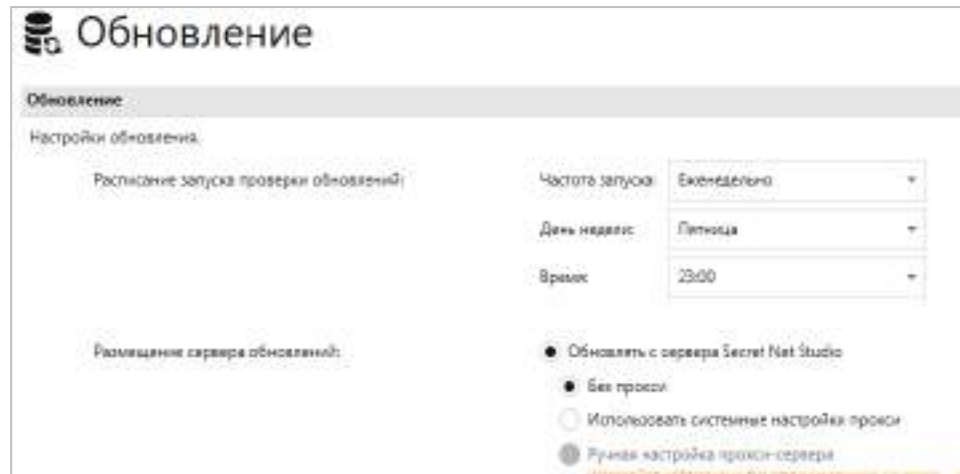 Обновление
Обновление
Настройки обновления.
Расписание запуска проверки обновлений:
Частота запуска: Еженедельно
День недели: Пятница
Время: 23:00
Размещение сервера обновлений:
Обновлять с сервера Secret Net Studio
Без прокси
Использовать системные настройки прокси
Ручная настройка прокси-сервера